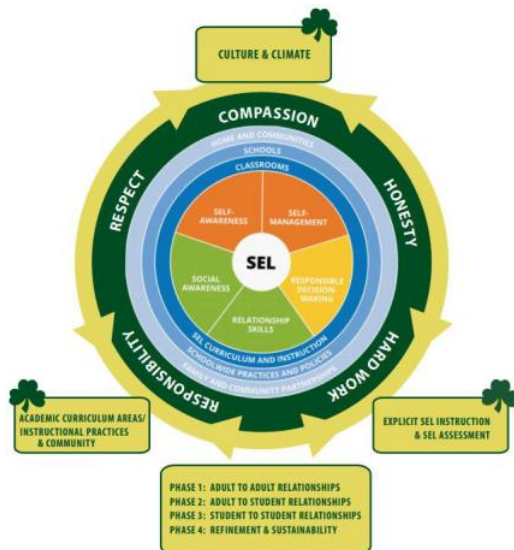 CULTURE & CLIMATE
COMPASSION
HOME AND COMMUNITIES
SCHOOLS
CLASSROOMS
RESPECT
HONESTY
SELF-
AWARENESS
SELF-
MANAGEMENT
SEL
SOCIAL
AWARENESS
RESPONSIBLE
DECISION-
MAKING
RELATIONSHIP
SKILLS
SEL CURRICULUM AND INSTRUCTION
SCHOOLWIDE PRACTICES AND POLICIES
FAMILY AND COMMUNITY PARTNERSHIPS
RESPONSIBILITY
HARD WORK
ACADEMIC CURRICULUM AREAS/
INSTRUCTIONAL PRACTICES
& COMMUNITY
EXPLICIT SEL INSTRUCTION
& SEL ASSESSMENT
PHASE 1: ADULT TO ADULT RELATIONSHIPS
PHASE 2: ADULT TO STUDENT RELATIONSHIPS
PHASE 3: STUDENT TO STUDENT RELATIONSHIPS
PHASE 4: REFINEMENT & SUSTAINABILITY